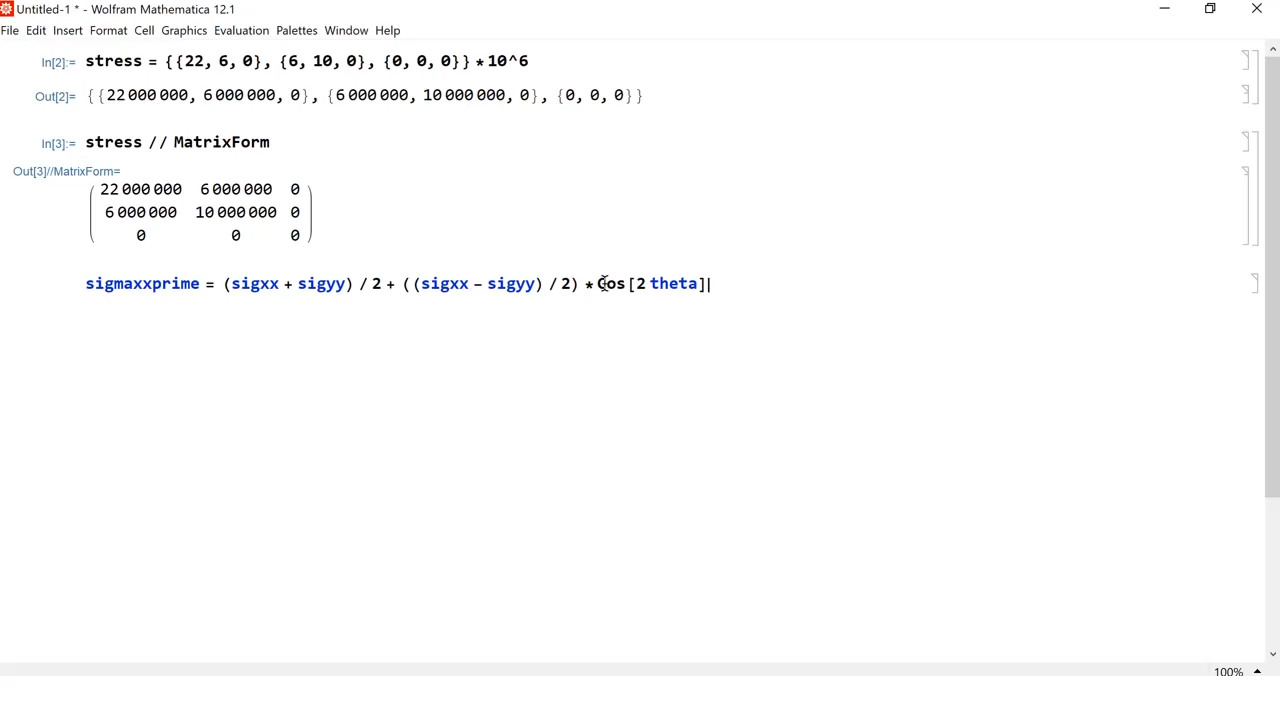 Untitled-1 * - Wolfram Mathematica 12.1
File Edit Insert Format Cell Graphics Evaluation Palettes Window Help
In[2]:= stress = {{22, 6, 0}, {6, 10, 0}, {0, 0, 0}} * 10^6
Out[2]= {{22 000 000, 6 000 000, 0}, {6 000 000, 10 000 000, 0}, {0, 0, 0}}
In[3]:= stress // MatrixForm
Out[3]//MatrixForm=
22 000 000 6 000 000 0
6 000 000 10 000 000 0
0 0 0
sigmaxxprime = (sigxx + sigyy) / 2 + ((sigxx - sigyy) / 2) * Cos[2 theta]
100%